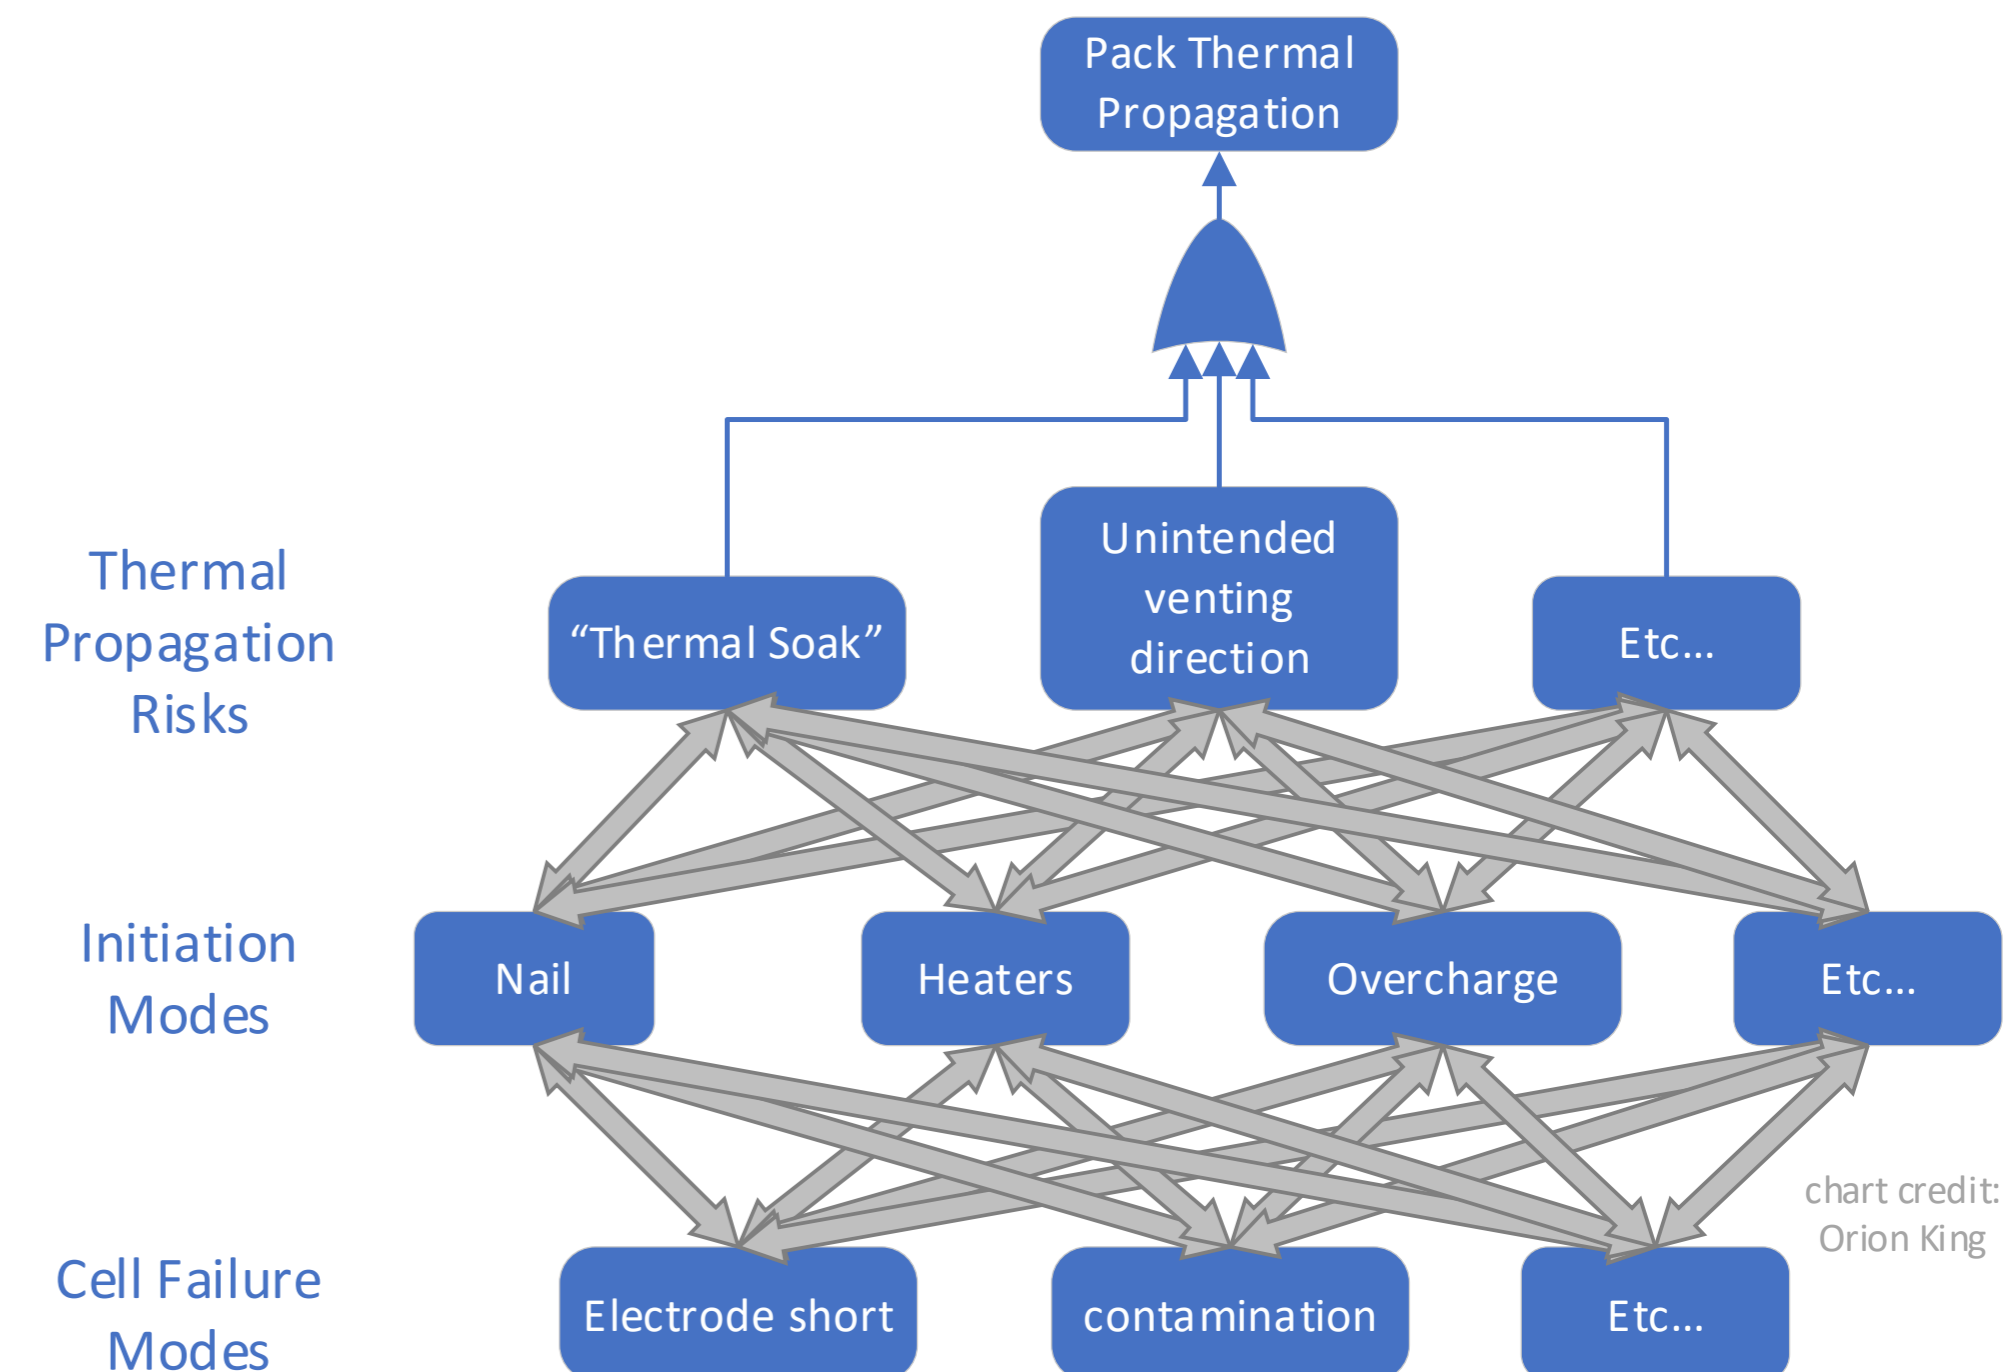 Pack Thermal
Propagation
Thermal
Propagation
Risks
“Thermal Soak”
Unintended
venting
direction
Etc...
Initiation
Modes
Nail
Heaters
Overcharge
Etc...
chart credit:
Orion King
Cell Failure
Modes
Electrode short
contamination
Etc...